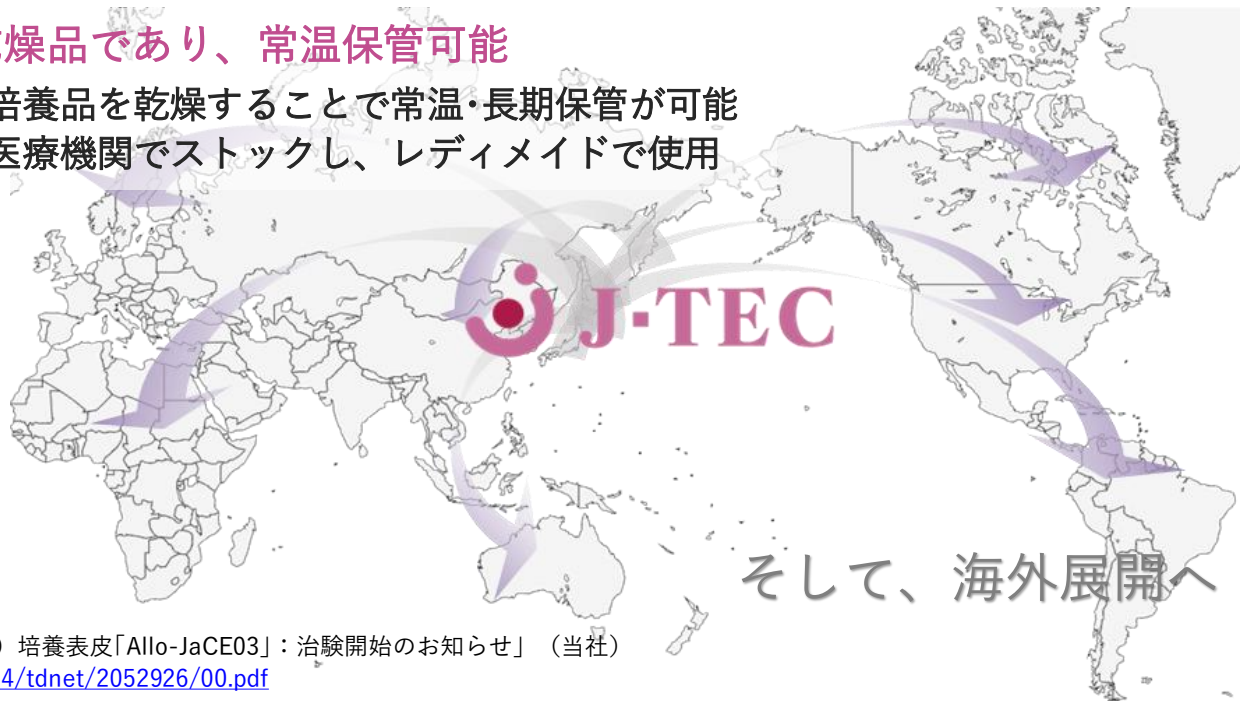 燥品であり、常温保管可能
培養品を乾燥することで常温･長期保管が可能
医療機関でストックし、レディメイドで使用
J-TEC
そして、海外展開へ
）培養表皮｢Allo-JaCE03｣：治験開始のお知らせ」（当社）
4/tdnet/2052926/00.pdf